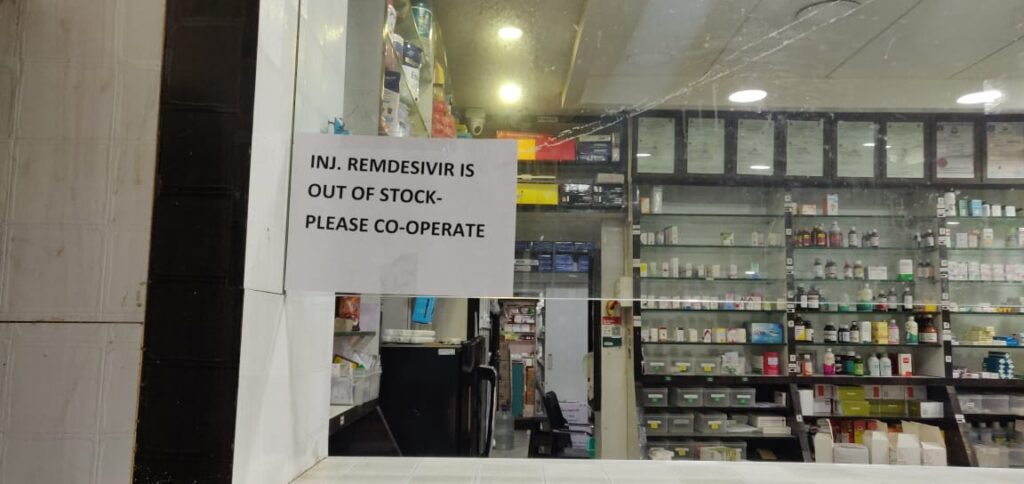 INJ. REMDESIVIR IS
OUT OF STOCK-
PLEASE CO-OPERATE